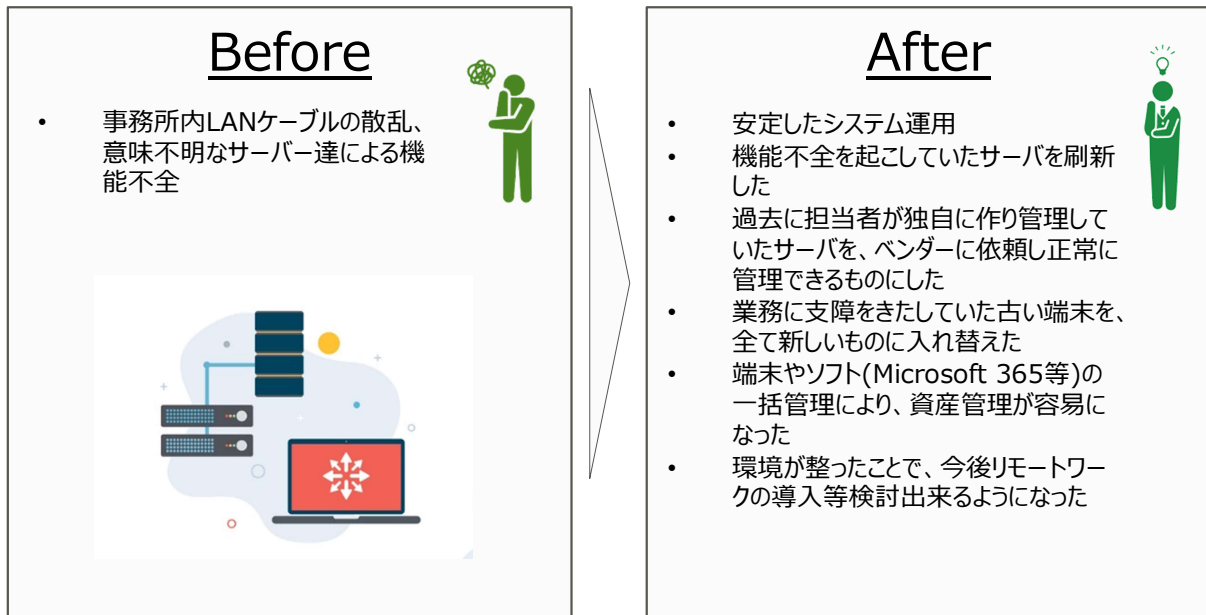 Before
• 事務所内LANケーブルの散乱、
意味不明なサーバー達による機
能不全
After
• 安定したシステム運用
• 機能不全を起こしていたサーバを刷新
した
• 過去に担当者が独自に作り管理して
いたサーバを、ベンダーに依頼し正常に
管理できるものにした
• 業務に支障をきたしていた古い端末を、
全て新しいものに入れ替えた
• 端末やソフト(Microsoft 365等)の
一括管理により、資産管理が容易に
なった
• 環境が整ったことで、今後リモートワー
クの導入等検討出来るようになった